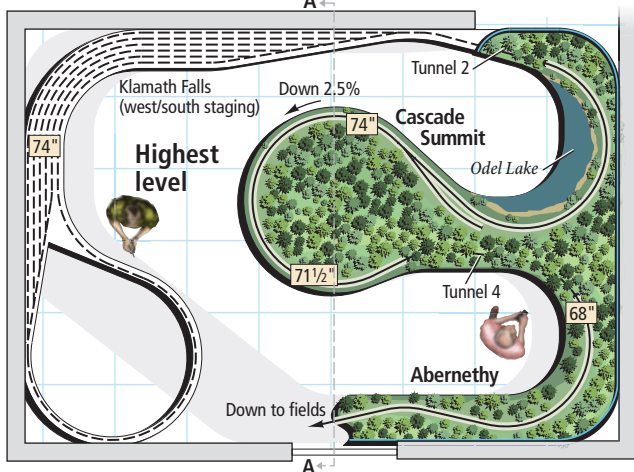 A
Tunnel 2
Klamath Falls
(west/south staging)
Down 2.5%
74"
Cascade
Summit
74"
Highest
level
Odel Lake
71½"
Tunnel 4
68"
Abernethy
Down to fields
A